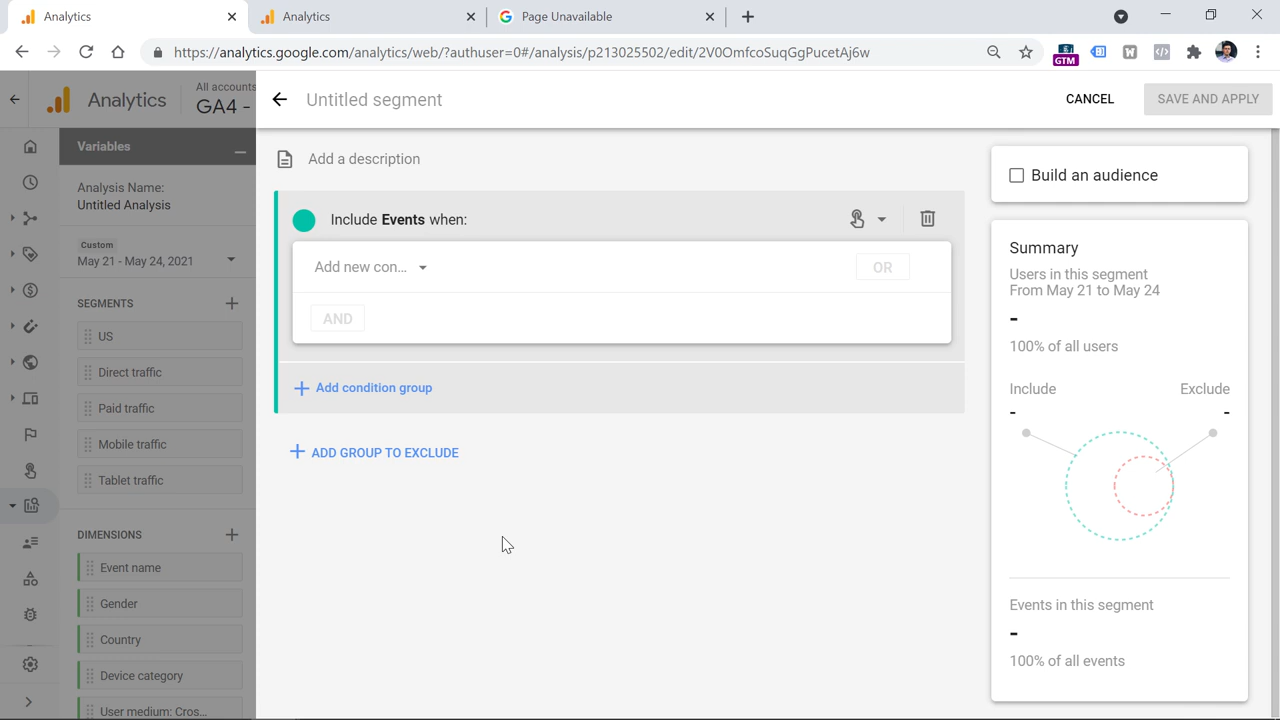 Analytics
Analytics
Page Unavailable
https://analytics.google.com/analytics/web/?authuser=0#/analysis/p213025502/edit/2V0OmfcoSuqGgPucetAj6w
GTM
Analytics
All accounts
GA4 -
Untitled segment
CANCEL
SAVE AND APPLY
Variables
Analysis Name:
Untitled Analysis
Custom
May 21 - May 24, 2021
SEGMENTS
US
Direct traffic
Paid traffic
Mobile traffic
Tablet traffic
DIMENSIONS
Event name
Gender
Country
Device category
User medium: Cros...
Add a description
Include Events when:
Add new con...
OR
AND
Add condition group
ADD GROUP TO EXCLUDE
Build an audience
Summary
Users in this segment
From May 21 to May 24
-
100% of all users
Include Exclude
- -
Events in this segment
-
100% of all events